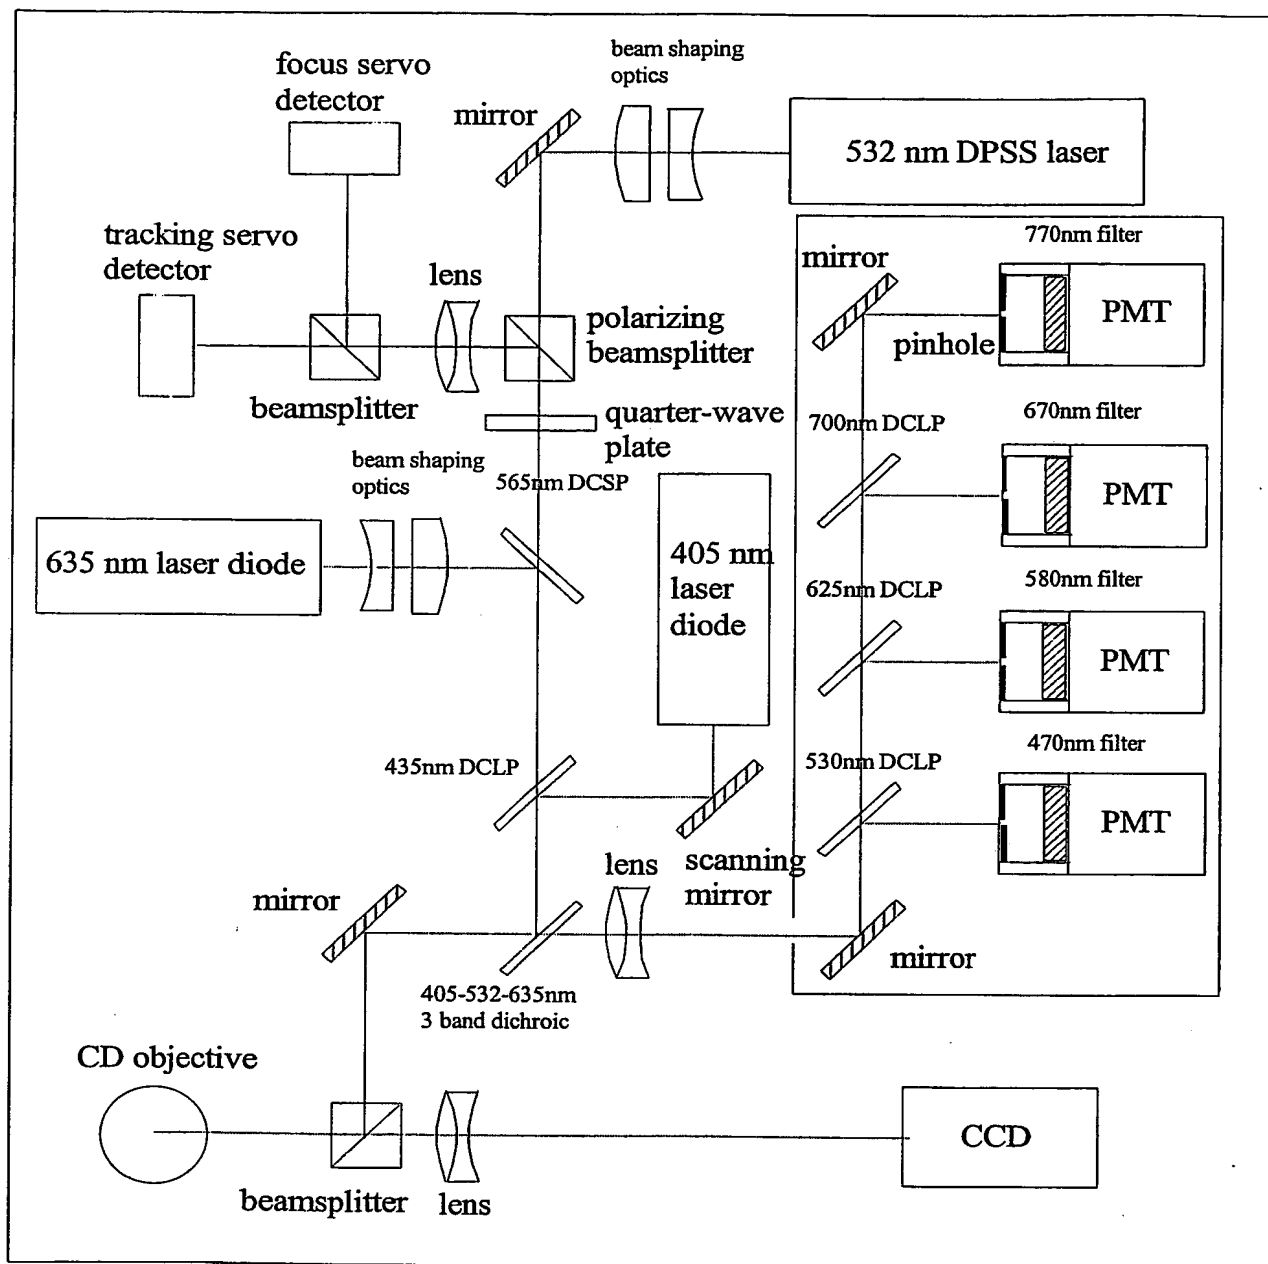 beam shaping
optics
focus servo
detector
mirror
532 nm DPSS laser
tracking servo
detector
lens
polarizing
beamsplitter
beamsplitter
quarter-wave
plate
mirror
770nm filter
PMT
pinhole
700nm DCLP
670nm filter
PMT
beam shaping
optics
565nm DCSP
635 nm laser diode
405 nm
laser
diode
625nm DCLP
580nm filter
PMT
435nm DCLP
530nm DCLP
470nm filter
PMT
scanning
mirror
lens
mirror
mirror
405-532-635nm
3 band dichroic
CD objective
beamsplitter
lens
CCD